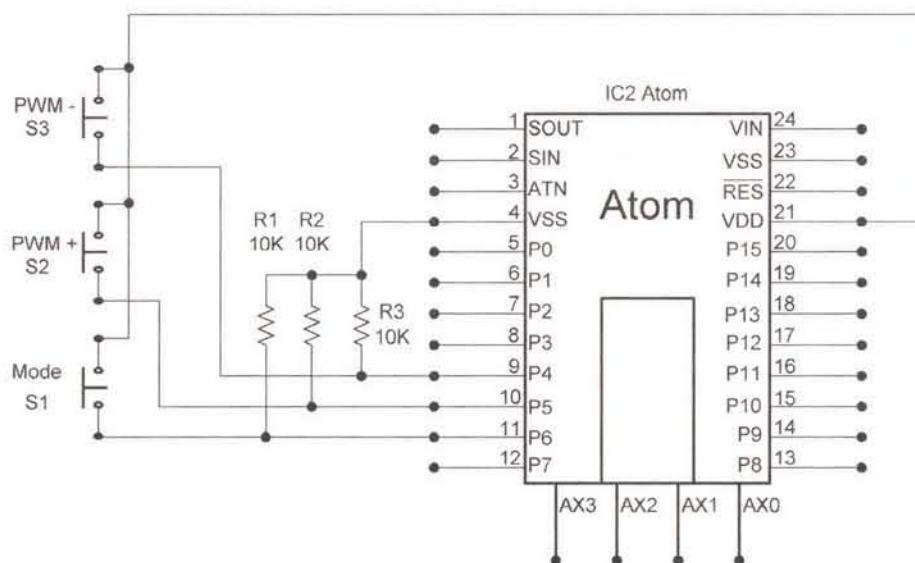 PWM -
S3
PWM +
S2
Mode
S1
R1
10K
R2
10K
R3
10K
IC2 Atom
Atom
1 SOUT
2 SIN
3 ATN
4 VSS
5 P0
6 P1
7 P2
8 P3
9 P4
10 P5
11 P6
12 P7
VIN 24
VSS 23
RES 22
VDD 21
P15 20
P14 19
P13 18
P12 17
P11 16
P10 15
P9 14
P8 13
AX3
AX2
AX1
AX0